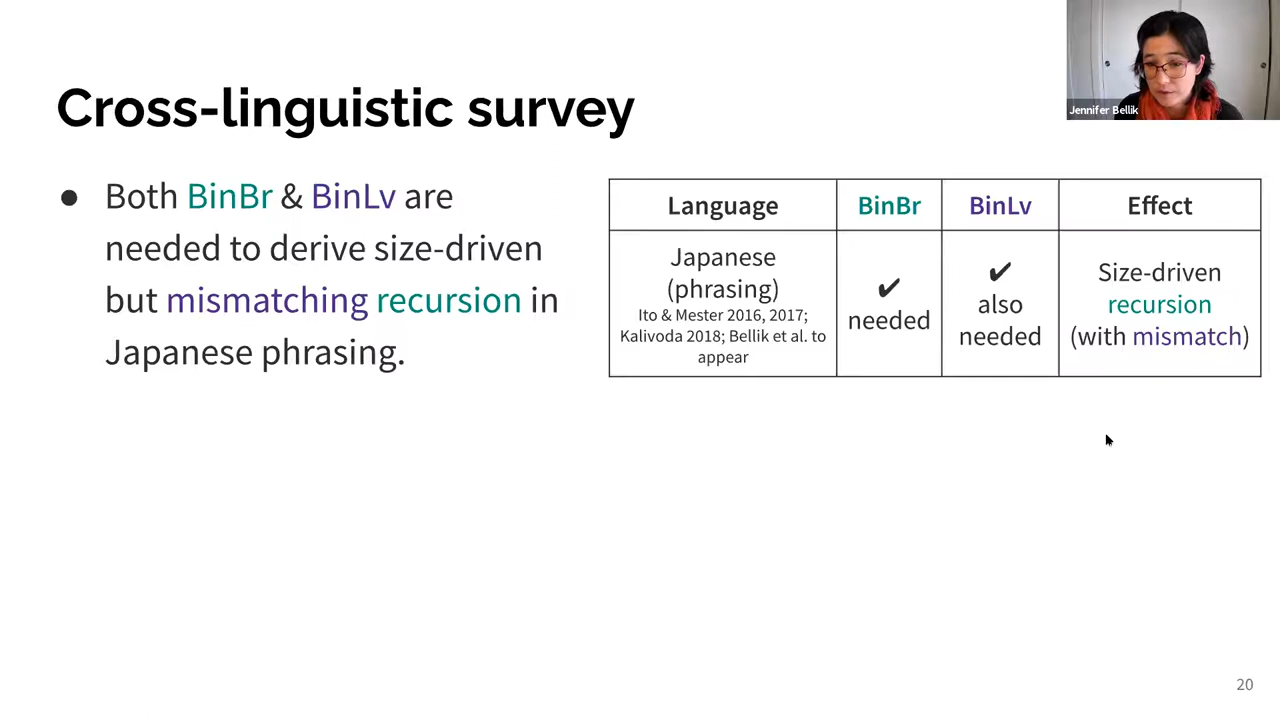 Jennifer Bellik
Cross-linguistic survey
● Both BinBr & BinLv are
needed to derive size-driven
but mismatching recursion in
Japanese phrasing.
Language BinBr BinLv Effect
Japanese
(phrasing)
Ito & Mester 2016, 2017;
Kalivoda 2018; Bellik et al. to
appear
✔
needed
✔
also
needed
Size-driven
recursion
(with mismatch)
20